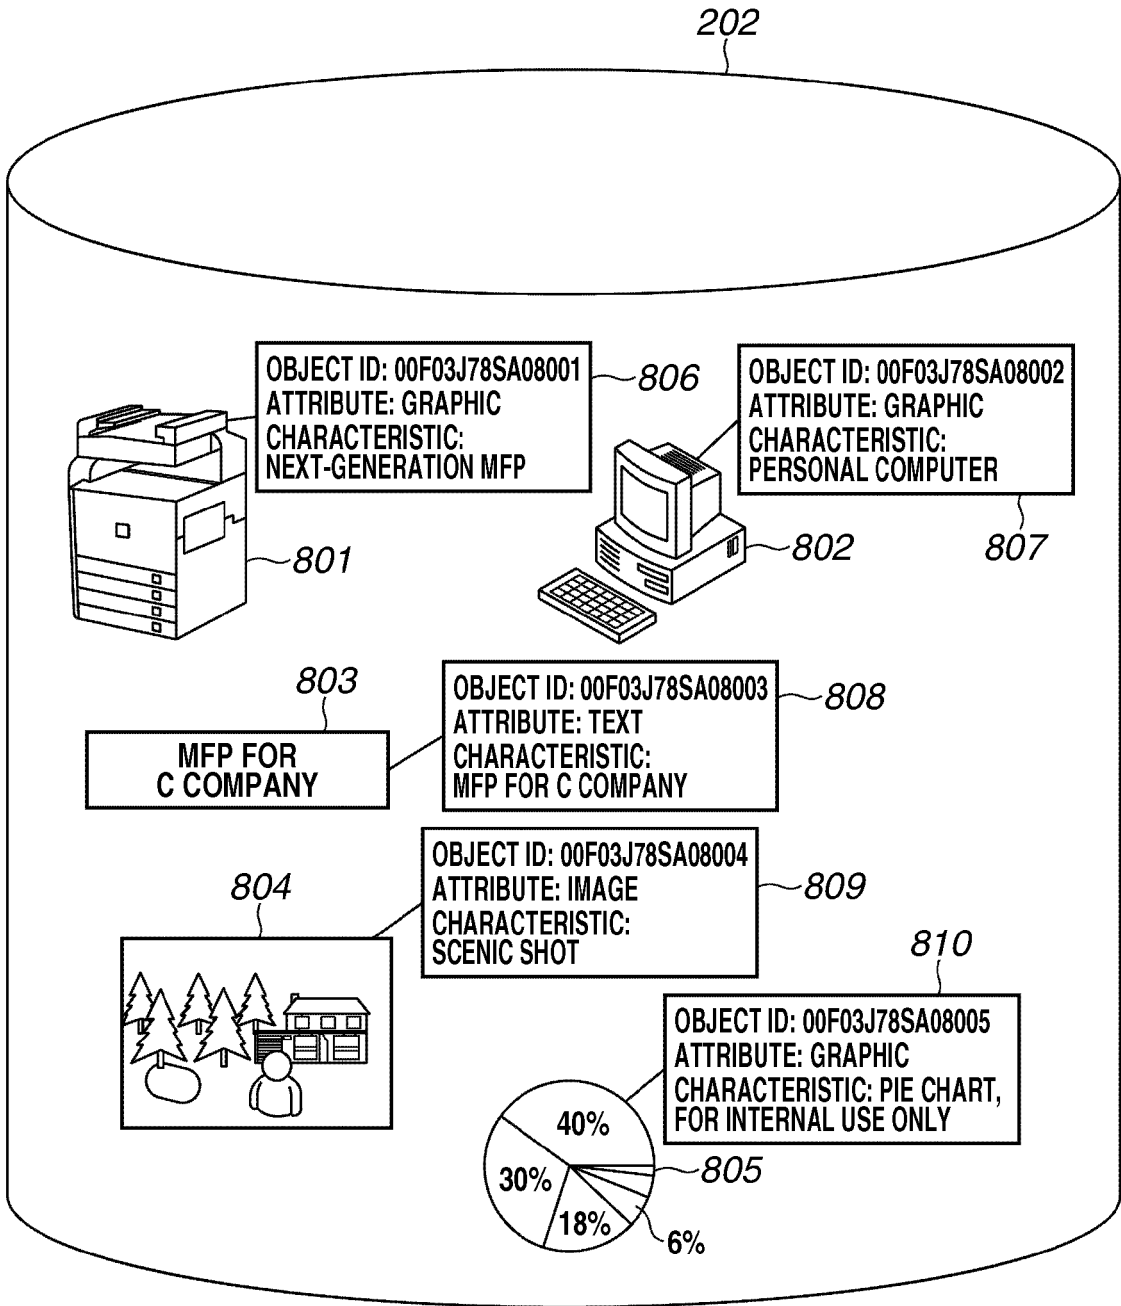 202
OBJECT ID: 00F03J78SA08001
ATTRIBUTE: GRAPHIC
CHARACTERISTIC:
NEXT-GENERATION MFP
806
OBJECT ID: 00F03J78SA08002
ATTRIBUTE: GRAPHIC
CHARACTERISTIC:
PERSONAL COMPUTER
807
801
802
803
MFP FOR
C COMPANY
OBJECT ID: 00F03J78SA08003
ATTRIBUTE: TEXT
CHARACTERISTIC:
MFP FOR C COMPANY
808
804
OBJECT ID: 00F03J78SA08004
ATTRIBUTE: IMAGE
CHARACTERISTIC:
SCENIC SHOT
809
810
OBJECT ID: 00F03J78SA08005
ATTRIBUTE: GRAPHIC
CHARACTERISTIC: PIE CHART,
FOR INTERNAL USE ONLY
40%
805
30%
18%
6%